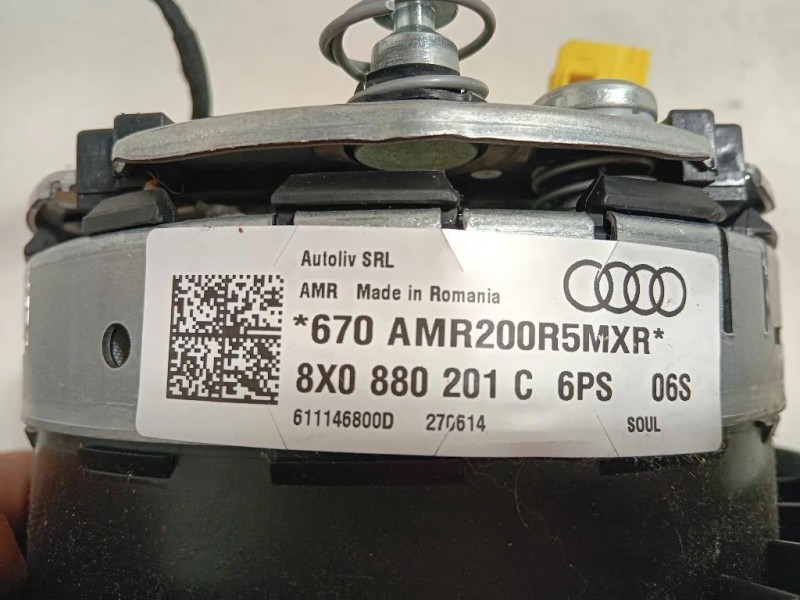 Autoliv SRL
AMR Made in Romania
*670 AMR200R5MXR*
8X0 880 201 C 6PS 06S
611146800D 270614 SOUL